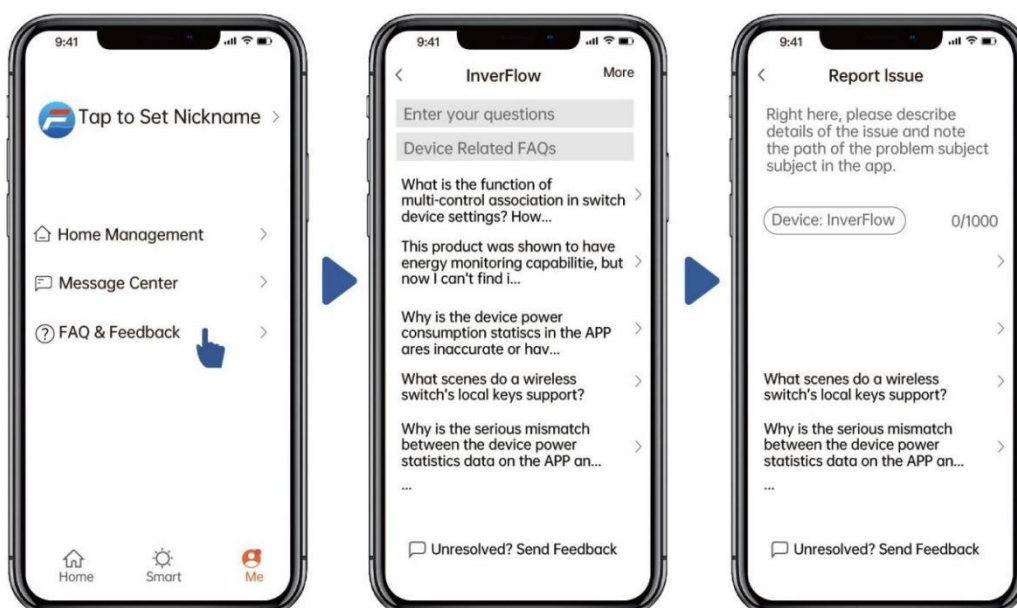 9:41
Tap to Set Nickname
Home Management
Message Center
FAQ & Feedback
Home
Smart
Me
9:41
InverFlow
More
Enter your questions
Device Related FAQs
What is the function of
multi-control association in switch
device settings? How...
This product was shown to have
energy monitoring capabilitie, but
now I can't find i...
Why is the device power
consumption statiscs in the APP
ares inaccurate or hav...
What scenes do a wireless
switch's local keys support?
Why is the serious mismatch
between the device power
statistics data on the APP an...
...
Unresolved? Send Feedback
9:41
Report Issue
Right here, please describe
details of the issue and note
the path of the problem subject
subject in the app.
Device: InverFlow
0/1000
What scenes do a wireless
switch's local keys support?
Why is the serious mismatch
between the device power
statistics data on the APP an...
...
Unresolved? Send Feedback